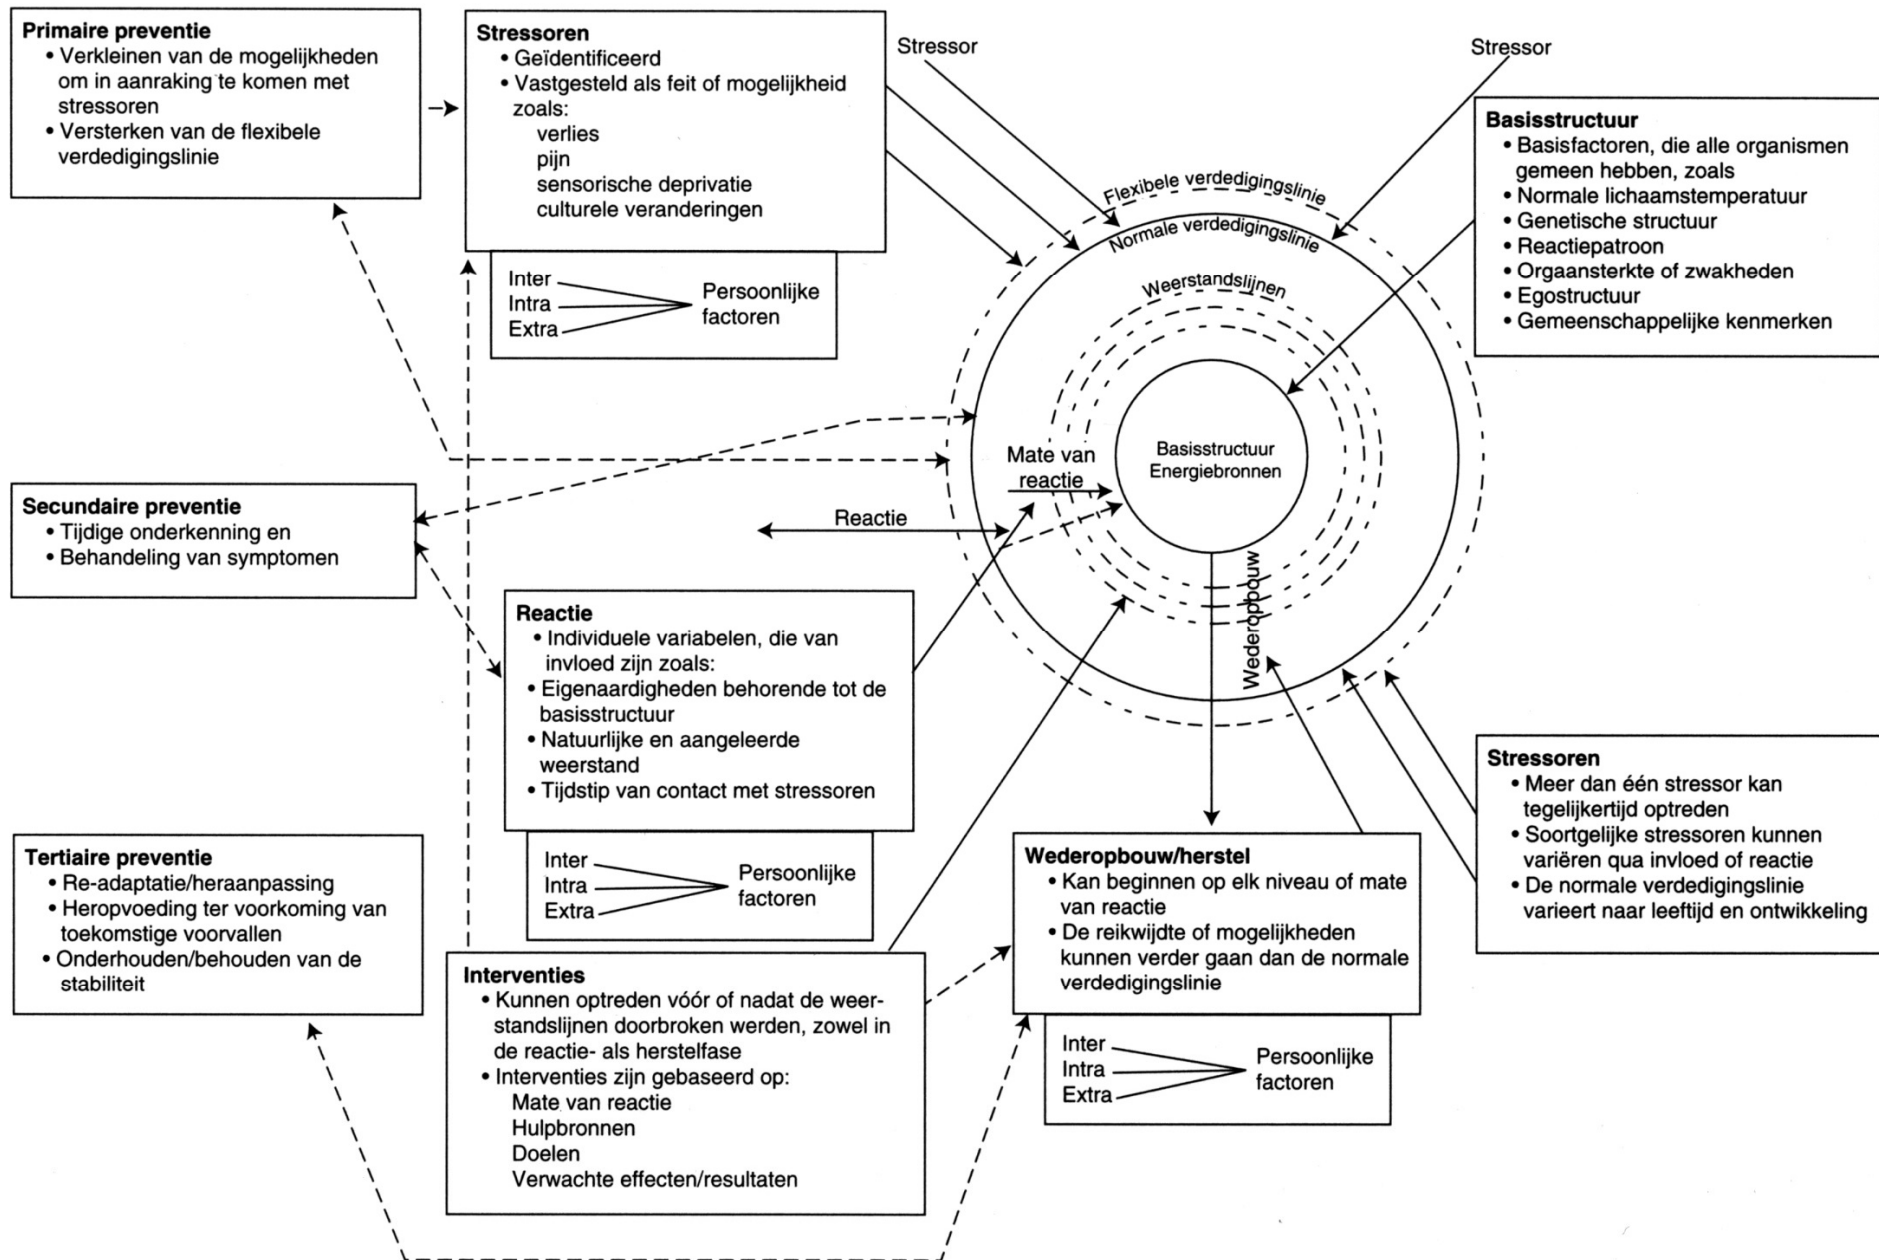 Primaire preventie
• Verkleinen van de mogelijkheden
om in aanraking te komen met
stressoren
• Versterken van de flexibele
verdedigingslinie
Stressoren
• Geïdentificeerd
• Vastgesteld als feit of mogelijkheid
zoals:
verlies
pijn
sensorische deprivatie
culturele veranderingen
Inter
Intra
Extra
Persoonlijke
factoren
Stressor
Stressor
Basisstructuur
• Basisfactoren, die alle organismen
gemeen hebben, zoals
• Normale lichaamstemperatuur
• Genetische structuur
• Reactiepatroon
• Orgaansterkte of zwakheden
• Egostructuur
• Gemeenschappelijke kenmerken
Flexibele verdedigingslinie
Normale verdedigingslinie
Weerstandslijnen
Basisstructuur
Energiebronnen
Mate van
reactie
Reactie
Wederopbouw
Secundaire preventie
• Tijdige onderkenning en
• Behandeling van symptomen
Reactie
• Individuele variabelen, die van
invloed zijn zoals:
• Eigenaardigheden behorende tot de
basisstructuur
• Natuurlijke en aangeleerde
weerstand
• Tijdstip van contact met stressoren
Inter
Intra
Extra
Persoonlijke
factoren
Stressoren
• Meer dan één stressor kan
tegelijkertijd optreden
• Soortgelijke stressoren kunnen
variëren qua invloed of reactie
• De normale verdedigingslinie
varieert naar leeftijd en ontwikkeling
Tertiaire preventie
• Re-adaptatie/heraanpassing
• Heropvoeding ter voorkoming van
toekomstige voorvallen
• Onderhouden/behouden van de
stabiliteit
Interventies
• Kunnen optreden vóór of nadat de weer-
standslijnen doorbroken werden, zowel in
de reactie- als herstelfase
• Interventies zijn gebaseerd op:
Mate van reactie
Hulpbronnen
Doelen
Verwachte effecten/resultaten
Wederopbouw/herstel
• Kan beginnen op elk niveau of mate
van reactie
• De reikwijdte of mogelijkheden
kunnen verder gaan dan de normale
verdedigingslinie
Inter
Intra
Extra
Persoonlijke
factoren